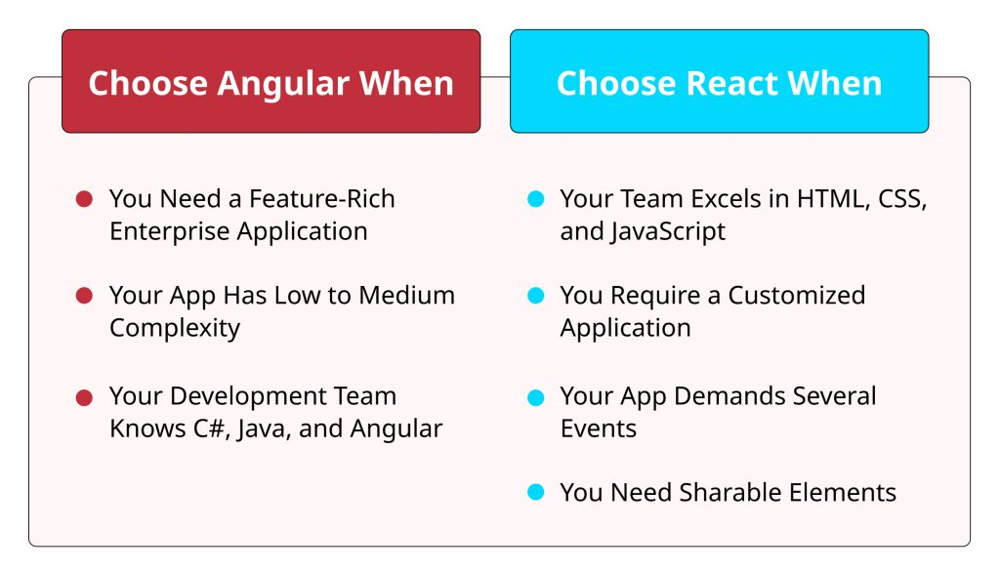 Choose Angular When
You Need a Feature-Rich
Enterprise Application
Your App Has Low to Medium
Complexity
Your Development Team
Knows C#, Java, and Angular
Choose React When
Your Team Excels in HTML, CSS,
and JavaScript
You Require a Customized
Application
Your App Demands Several
Events
You Need Sharable Elements